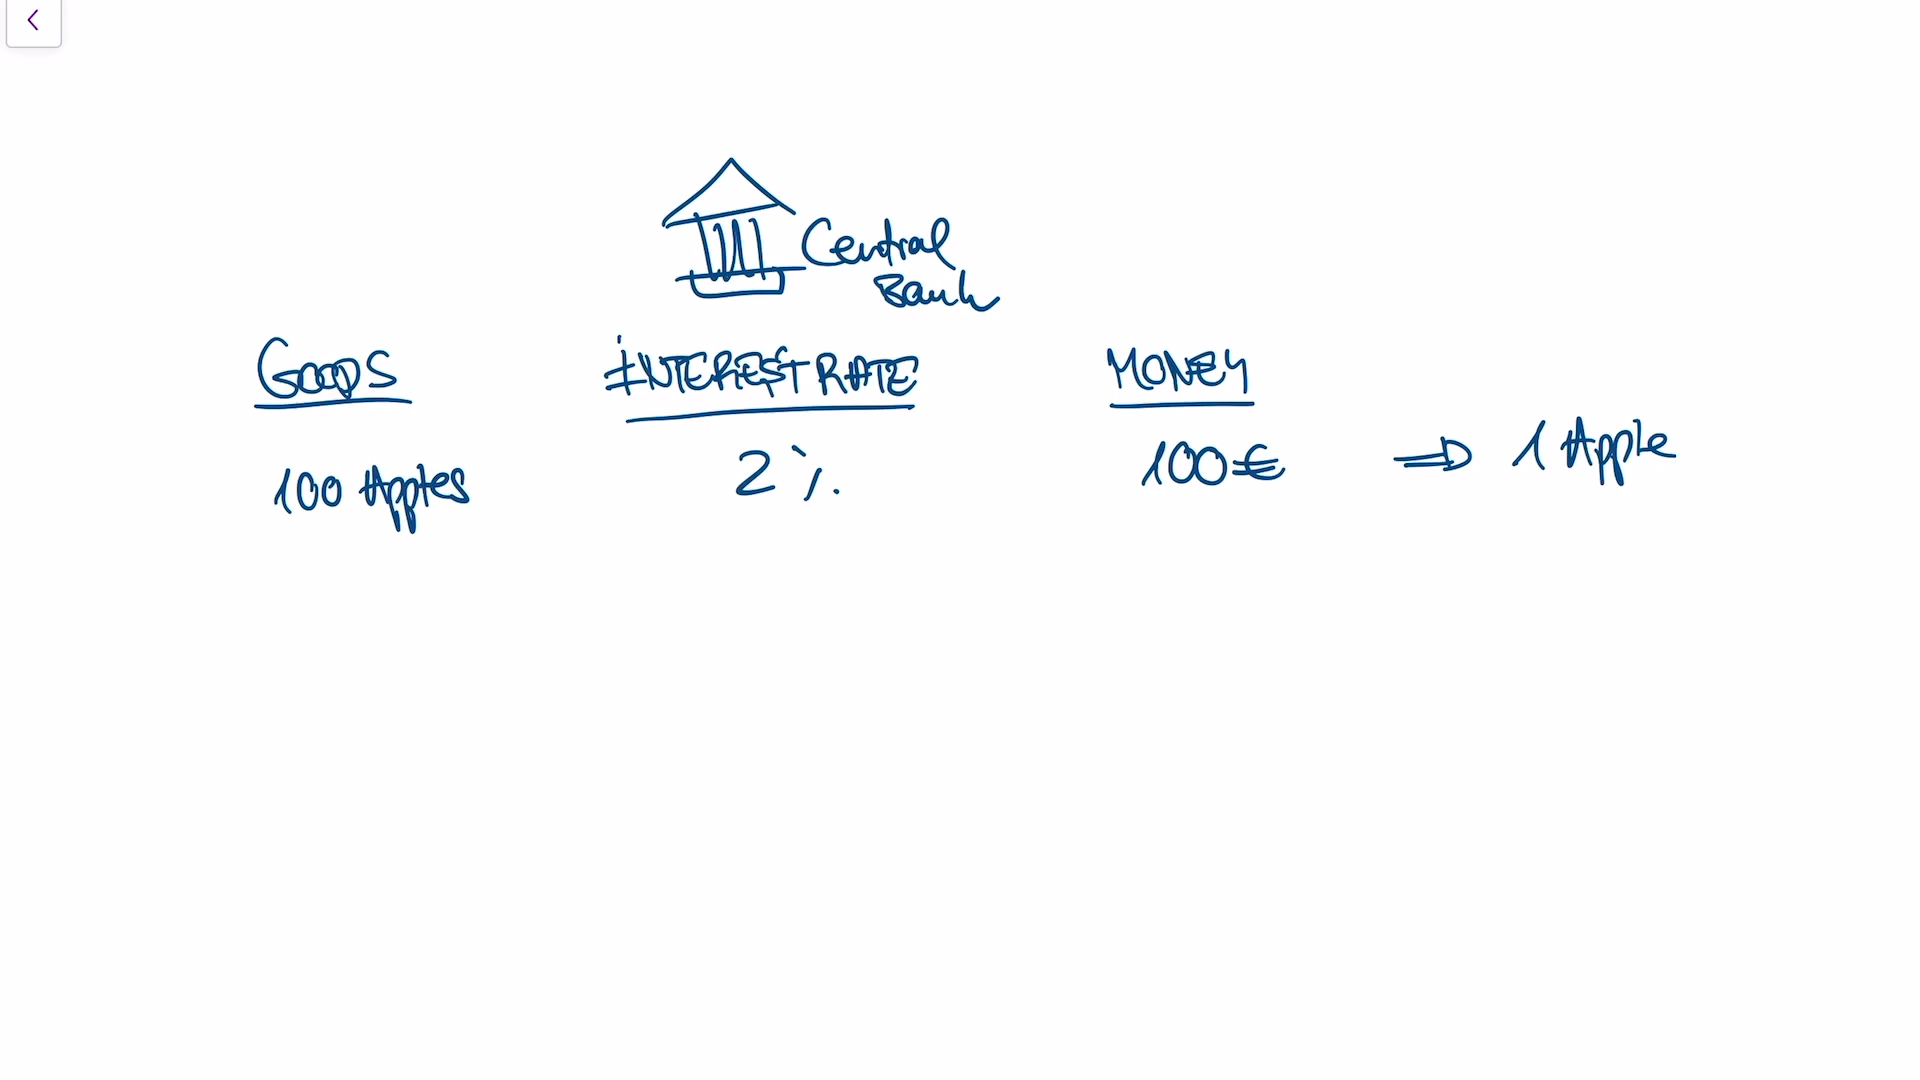 Central
Bank
GOODS
INTEREST RATE
MONEY
100 Apples
2%
100€ ⇒ 1 Apple